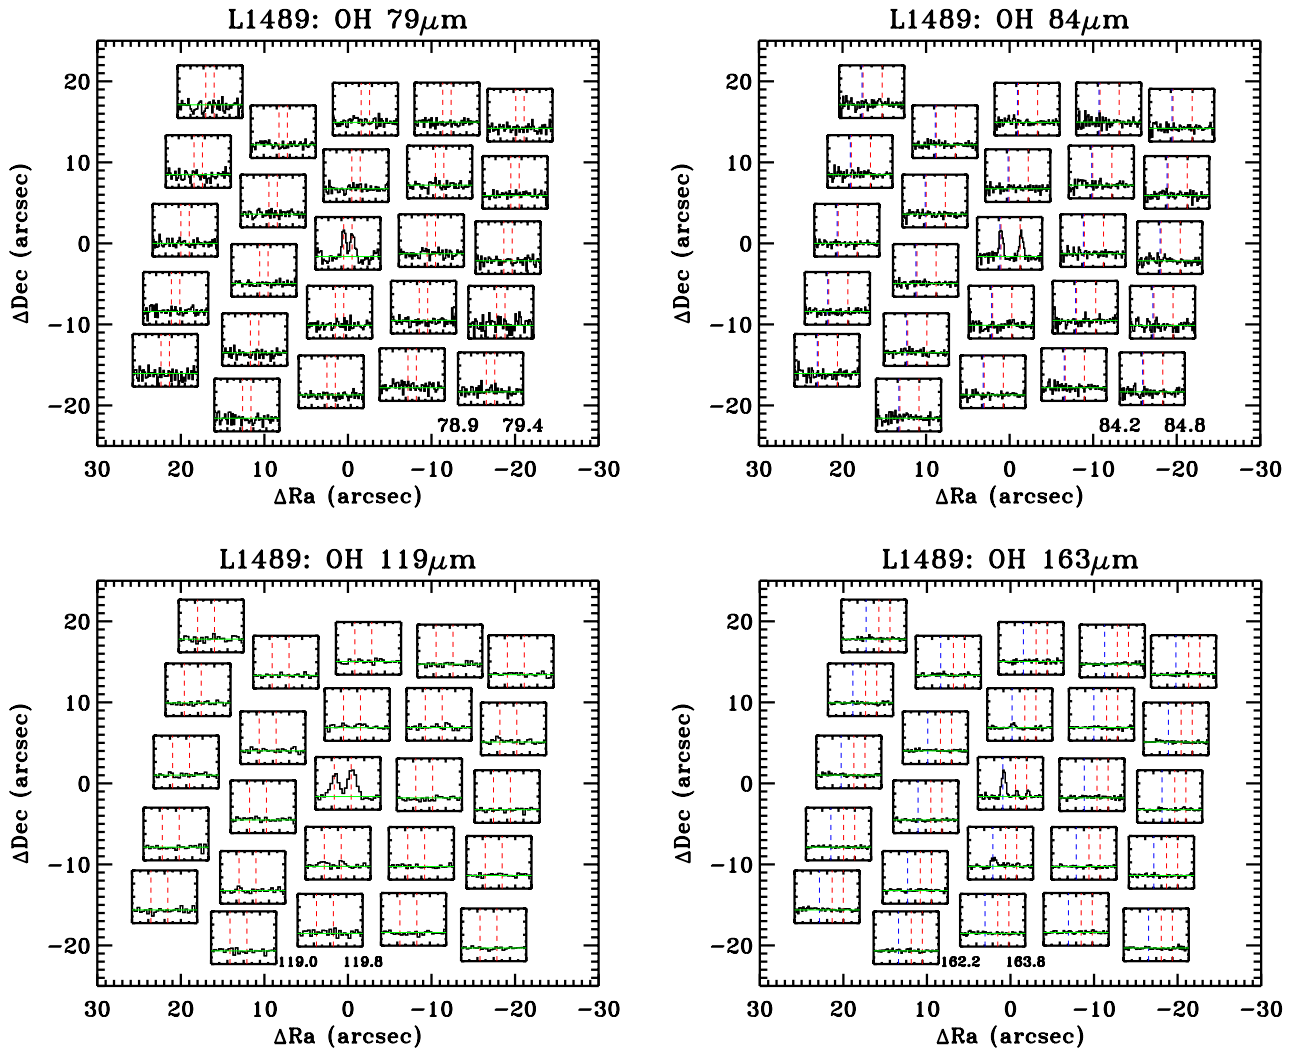 L1489: OH 79μm
20
10
0
−10
−20
ΔDec (arcsec)
78.9 79.4
30 20 10 0 −10 −20 −30
ΔRa (arcsec)
L1489: OH 84μm
20
10
0
−10
−20
ΔDec (arcsec)
84.2 84.8
30 20 10 0 −10 −20 −30
ΔRa (arcsec)
L1489: OH 119μm
20
10
0
−10
−20
ΔDec (arcsec)
119.0 119.8
30 20 10 0 −10 −20 −30
ΔRa (arcsec)
L1489: OH 163μm
20
10
0
−10
−20
ΔDec (arcsec)
162.2 163.8
30 20 10 0 −10 −20 −30
ΔRa (arcsec)